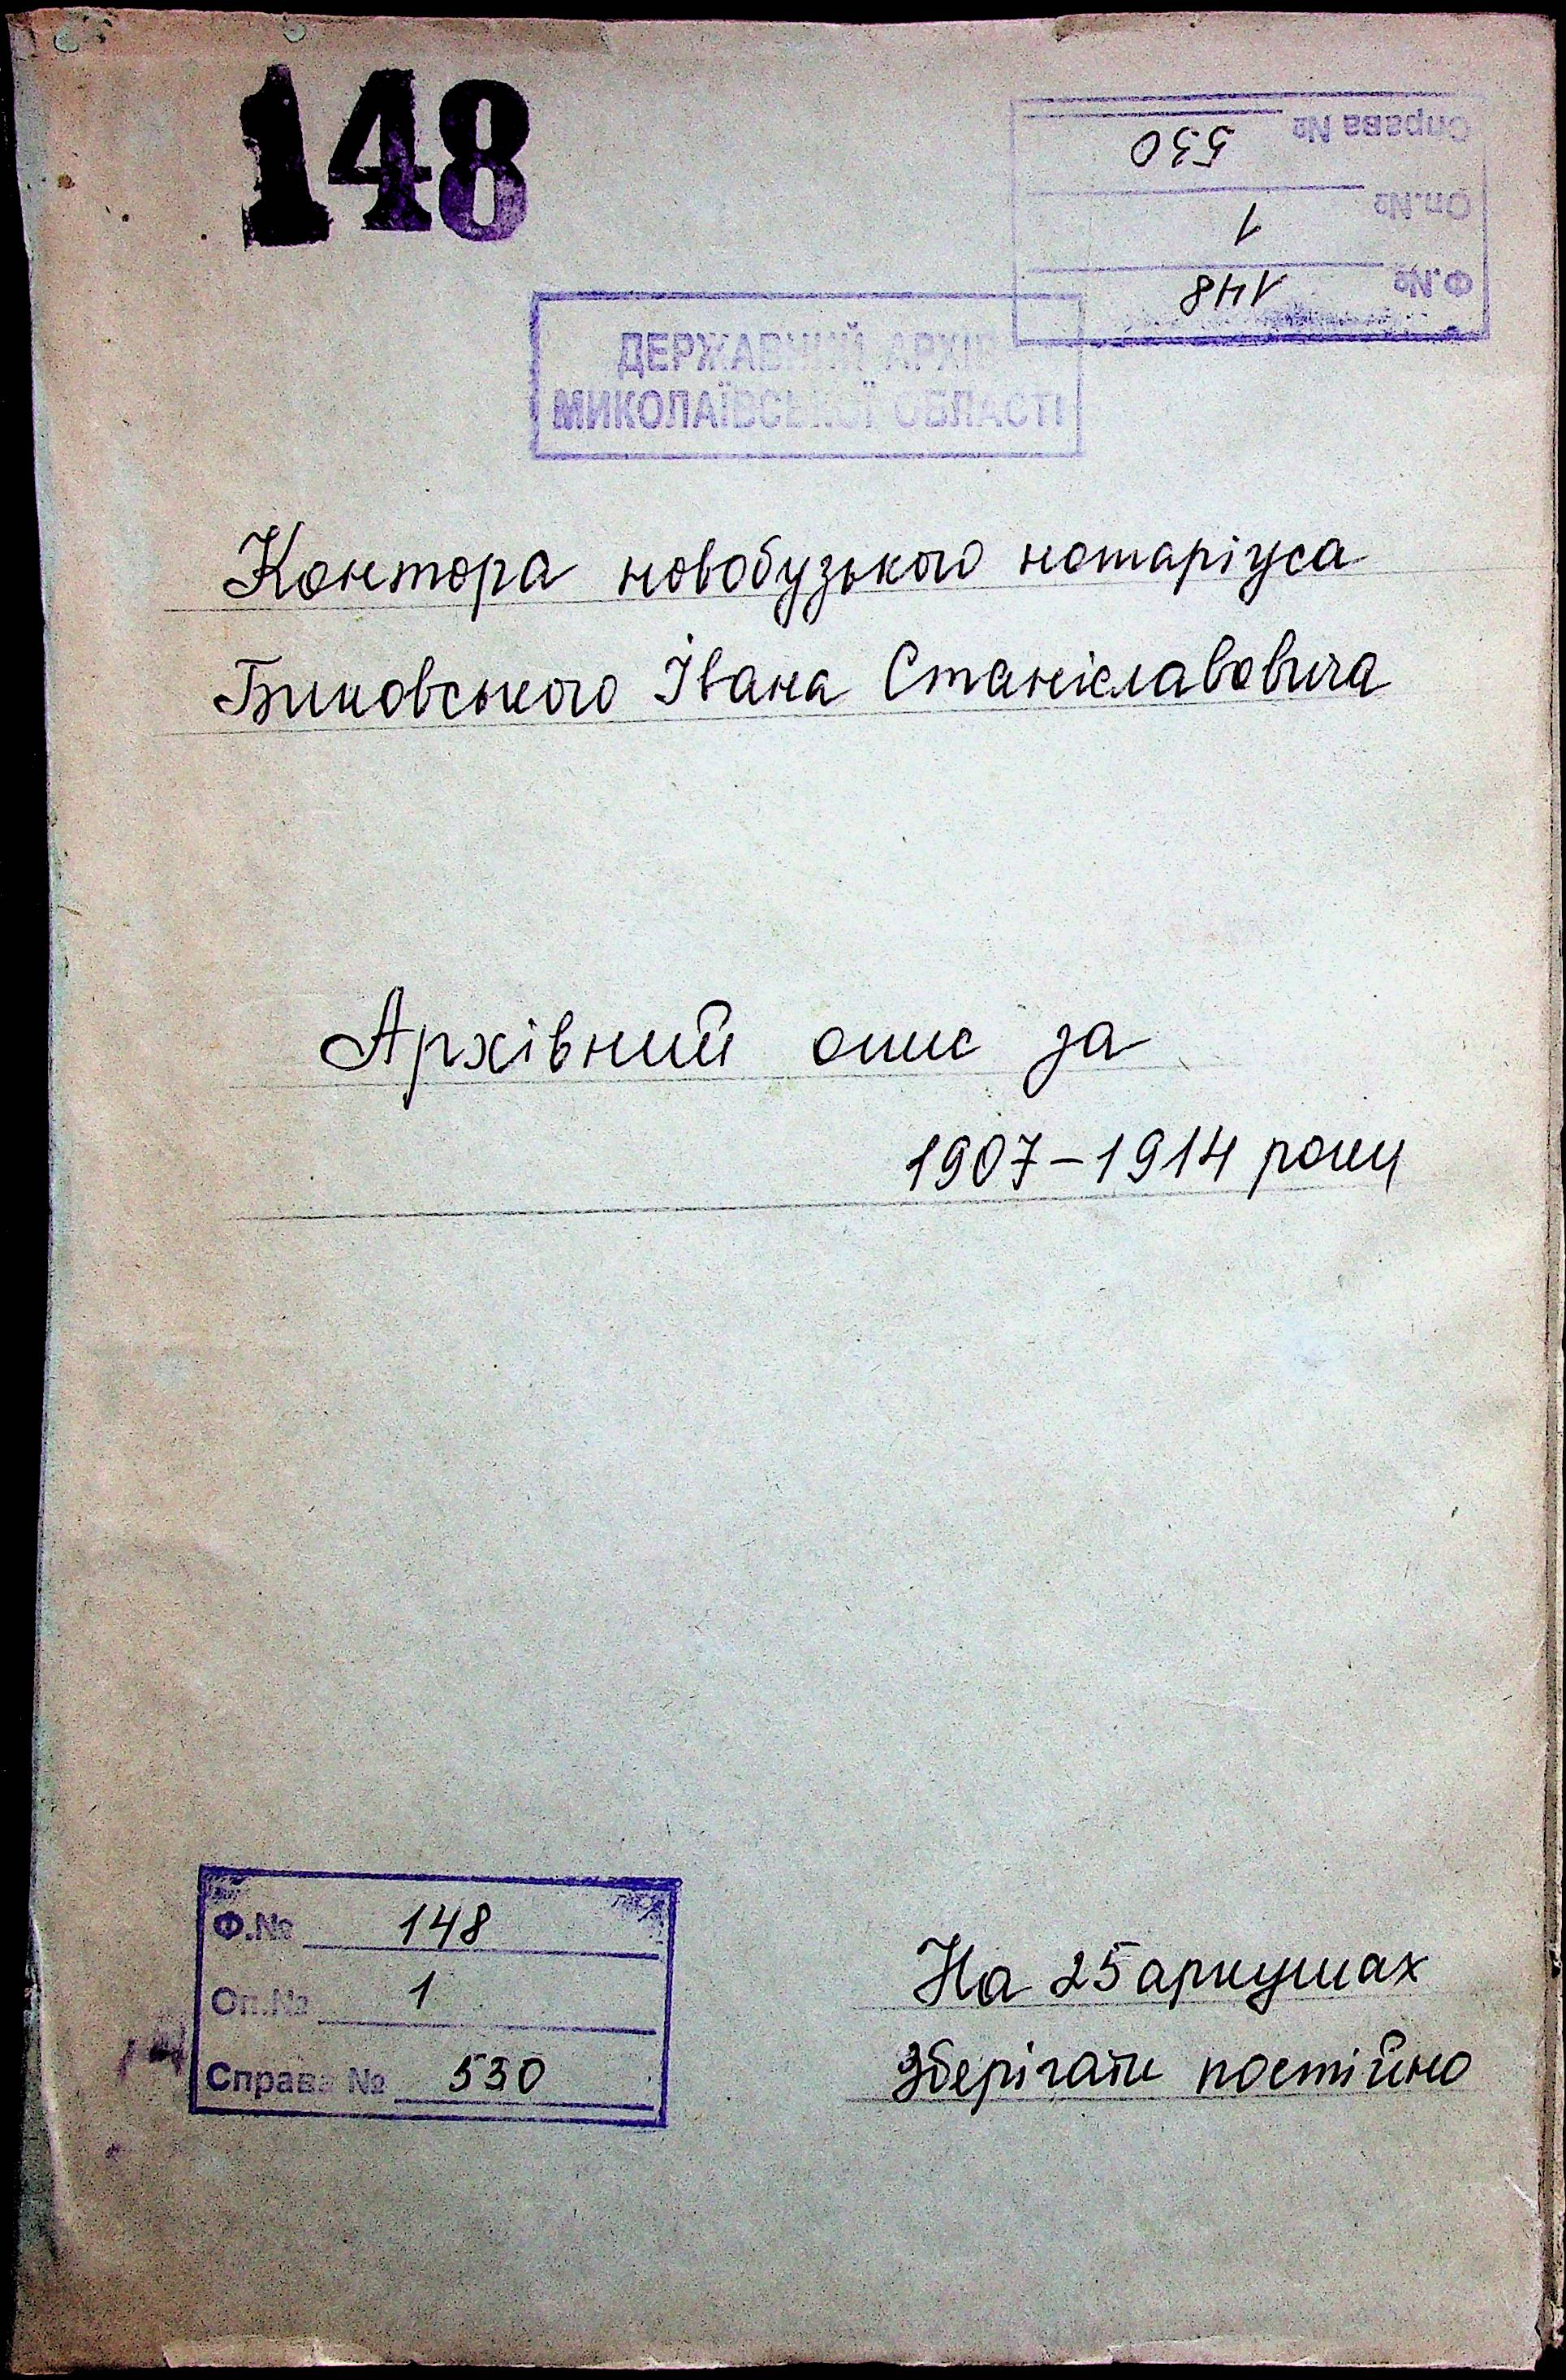 148
Справа № 530
Оп.№ 1
Ф.№ 148
ДЕРЖАВНИЙ АРХІВ
МИКОЛАЇВСЬКОЇ ОБЛАСТІ
Контора новобузького нотаріуса
Биковського Івана Станіславовича
Архівний опис за
1907-1914 роки
Ф.№ 148
Оп.№ 1
Справа № 530
На 25 аркушах
Зберігати постійно